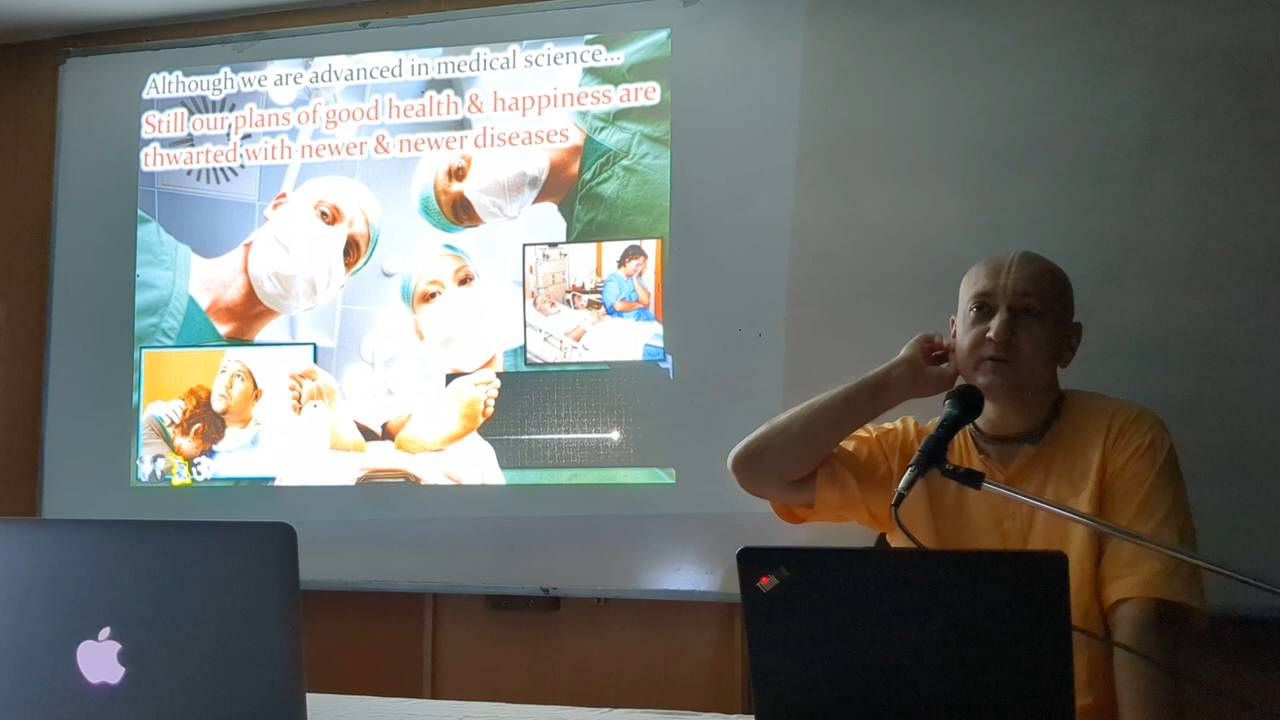 Although we are advanced in medical science...
Still our plans of good health & happiness are
thwarted with newer & newer diseases